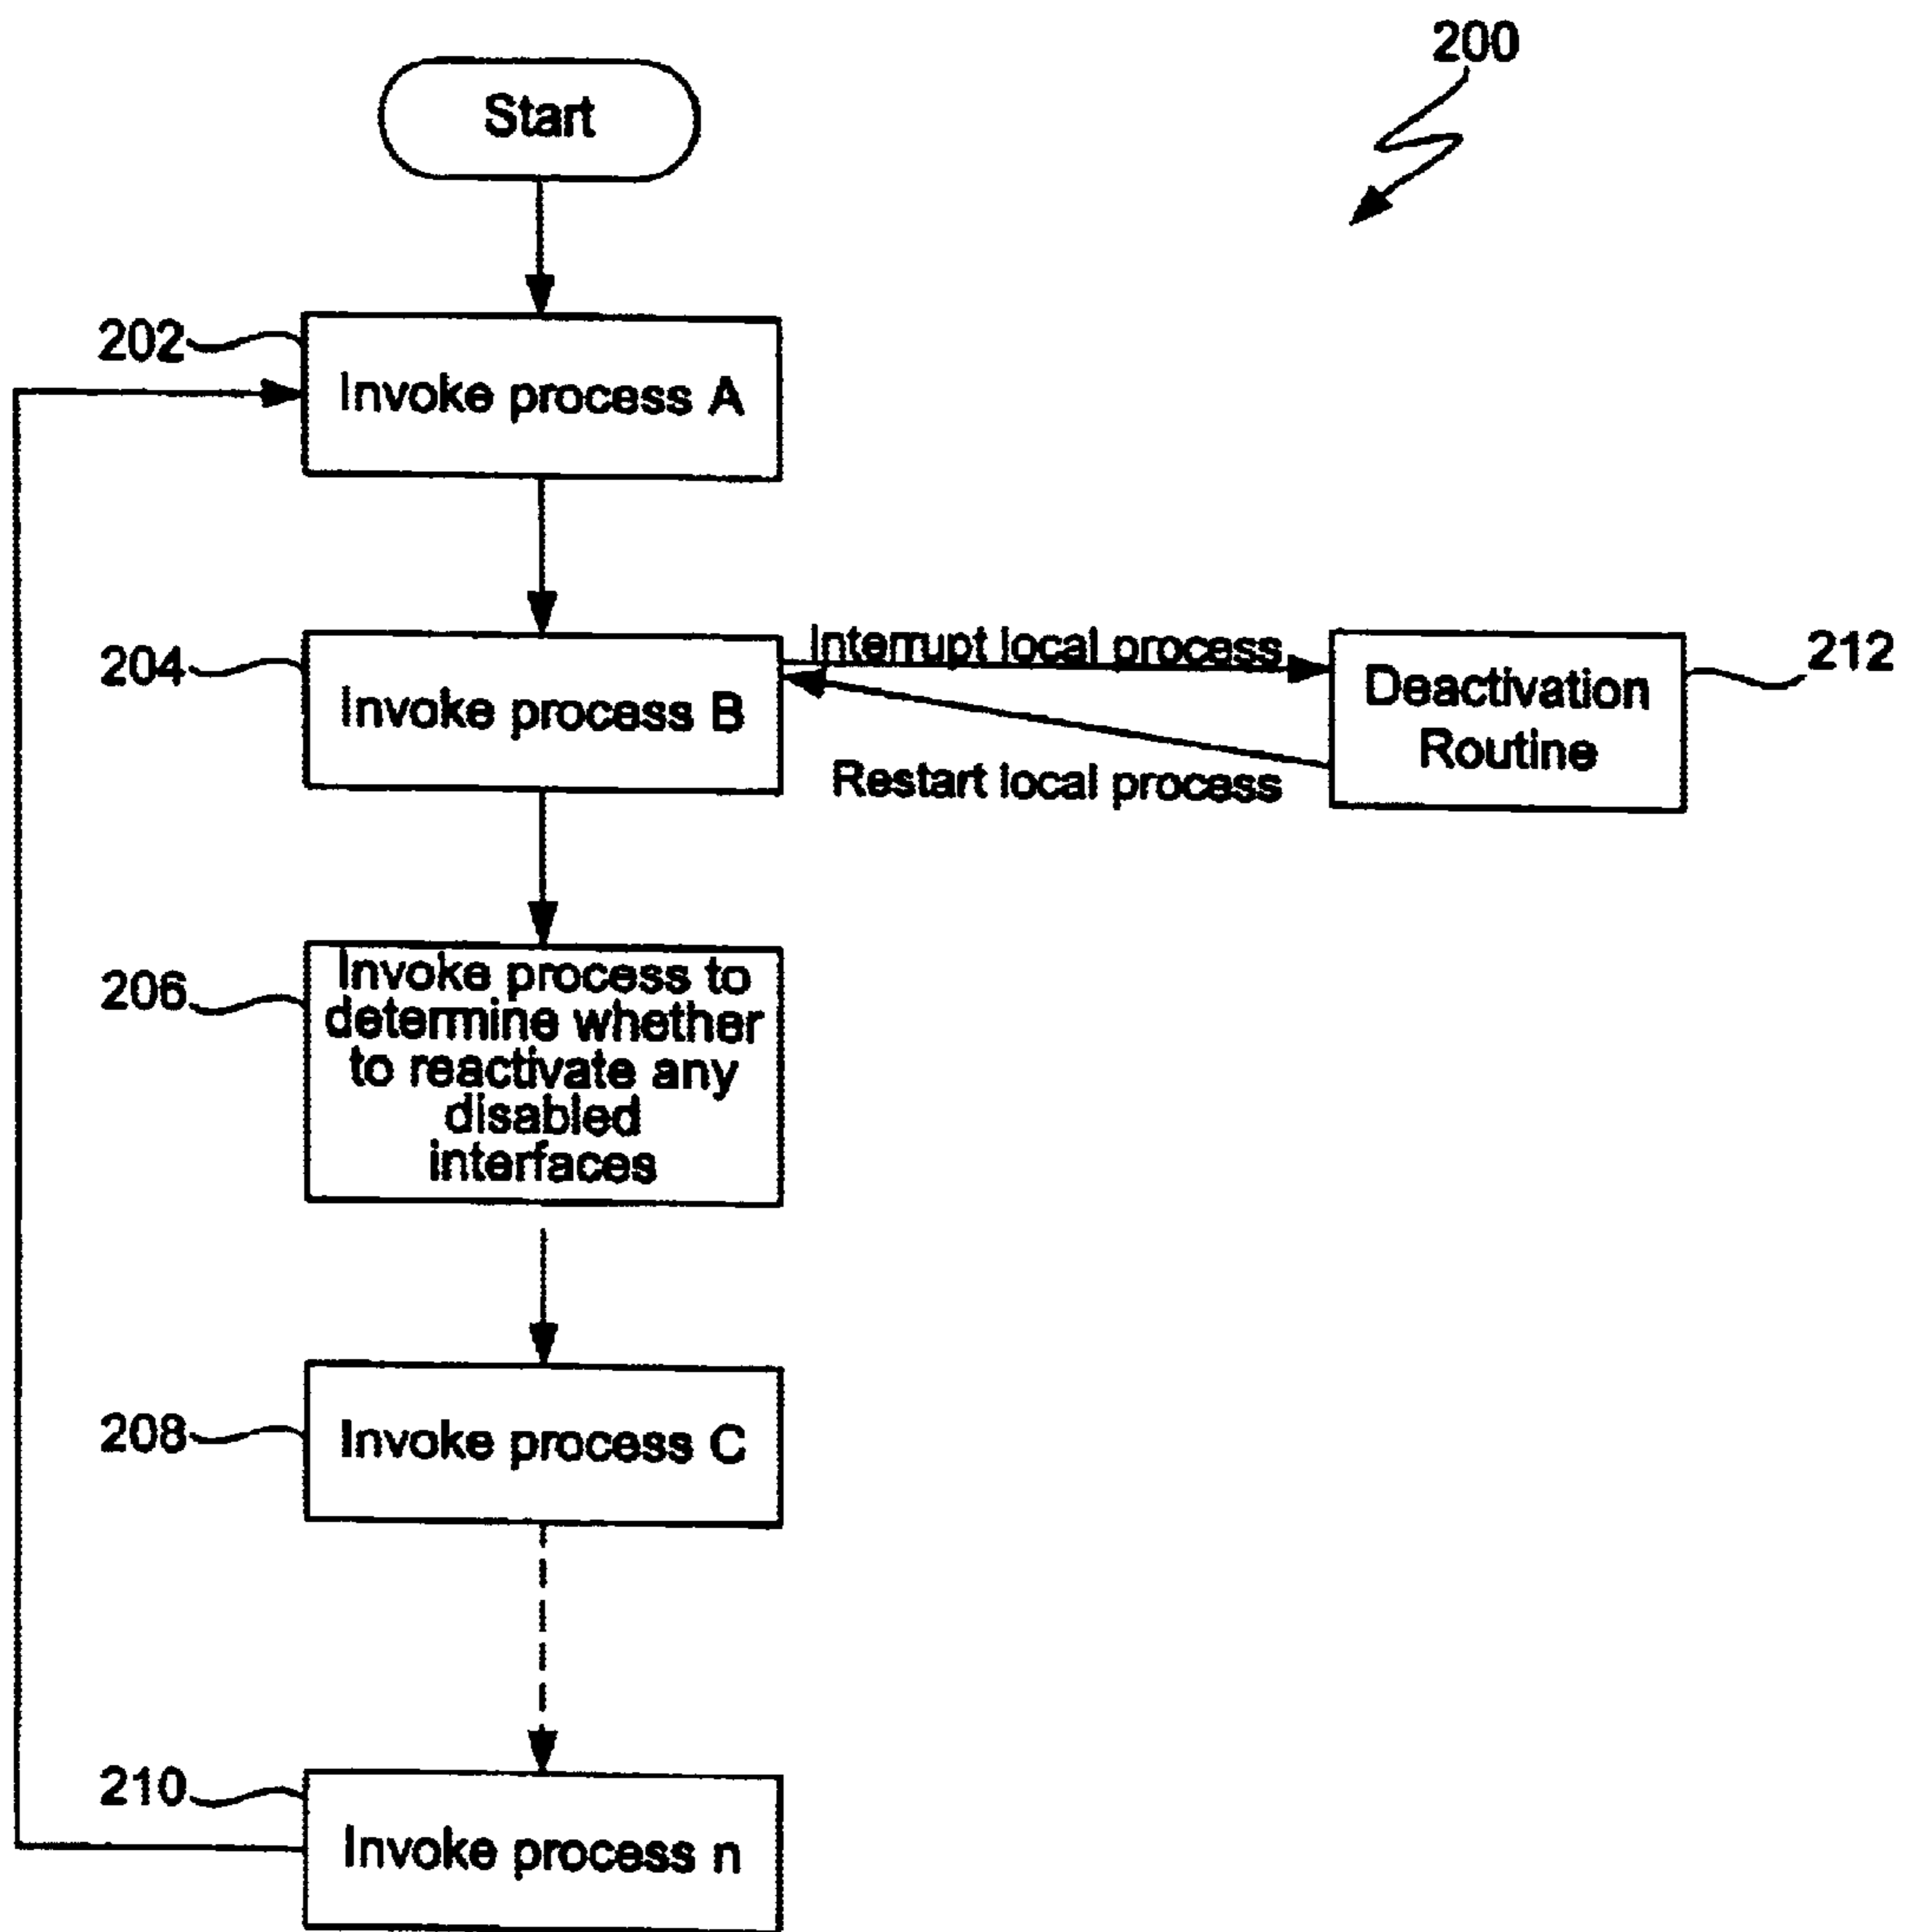 200
Start
202
Invoke process A
204
Invoke process B
Interrupt local process
Restart local process
Deactivation
Routine
212
206
Invoke process to
determine whether
to reactivate any
disabled
interfaces
208
Invoke process C
210
Invoke process n